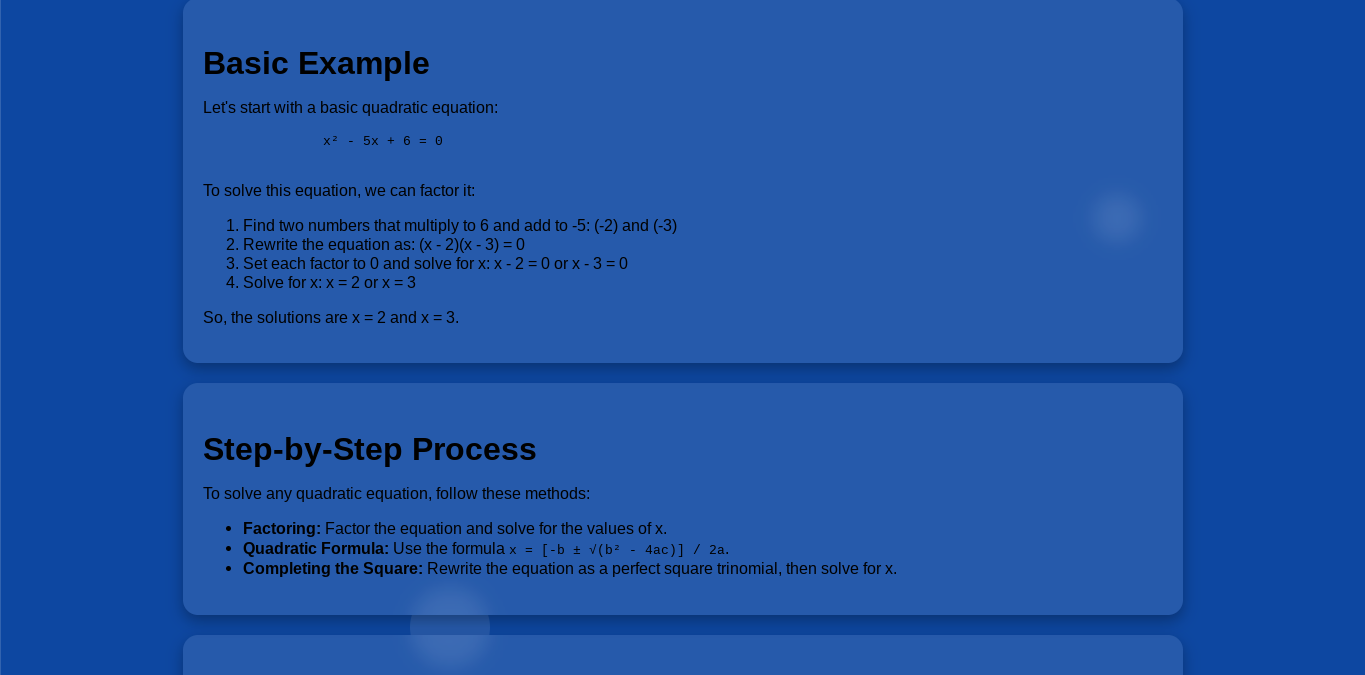 Basic Example
Let's start with a basic quadratic equation:
x² - 5x + 6 = 0
To solve this equation, we can factor it:
1. Find two numbers that multiply to 6 and add to -5: (-2) and (-3)
2. Rewrite the equation as: (x - 2)(x - 3) = 0
3. Set each factor to 0 and solve for x: x - 2 = 0 or x - 3 = 0
4. Solve for x: x = 2 or x = 3
So, the solutions are x = 2 and x = 3.
Step-by-Step Process
To solve any quadratic equation, follow these methods:
• Factoring: Factor the equation and solve for the values of x.
• Quadratic Formula: Use the formula x = [-b ± √(b² - 4ac)] / 2a.
• Completing the Square: Rewrite the equation as a perfect square trinomial, then solve for x.